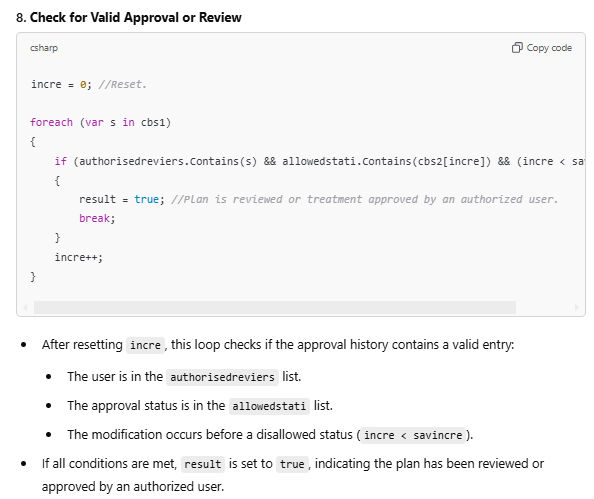 8. Check for Valid Approval or Review
csharp Copy code
incre = 0; //Reset.
foreach (var s in cbs1)
{
if (authorisedreviers.Contains(s) && allowedstati.Contains(cbs2[incre]) && (incre < sa
{
result = true; //Plan is reviewed or treatment approved by an authorized user.
break;
}
incre++;
}
• After resetting incre, this loop checks if the approval history contains a valid entry:
• The user is in the authorisedreviers list.
• The approval status is in the allowedstati list.
• The modification occurs before a disallowed status (incre < savincre).
• If all conditions are met, result is set to true, indicating the plan has been reviewed or
approved by an authorized user.